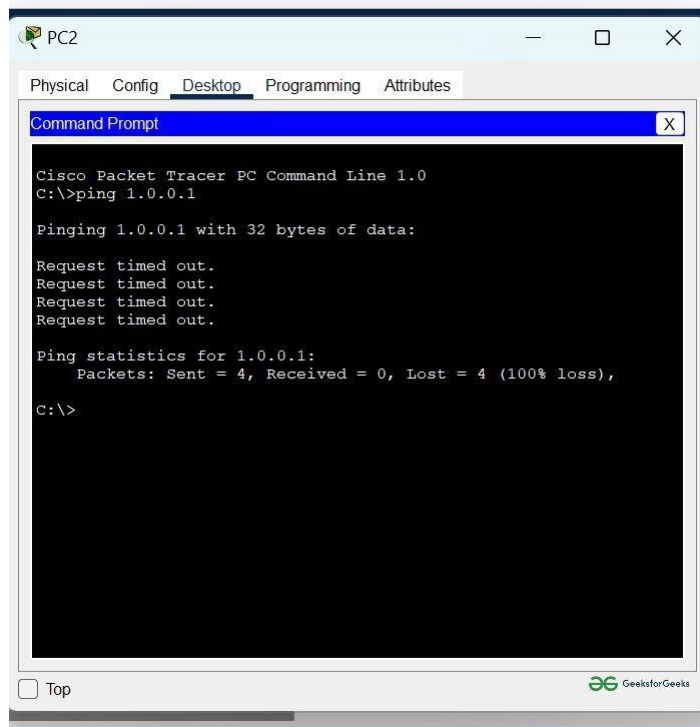 PC2
Physical Config Desktop Programming Attributes
Command Prompt X
Cisco Packet Tracer PC Command Line 1.0
C:\>ping 1.0.0.1
Pinging 1.0.0.1 with 32 bytes of data:
Request timed out.
Request timed out.
Request timed out.
Request timed out.
Ping statistics for 1.0.0.1:
Packets: Sent = 4, Received = 0, Lost = 4 (100% loss),
C:\>
Top
GeeksforGeeks